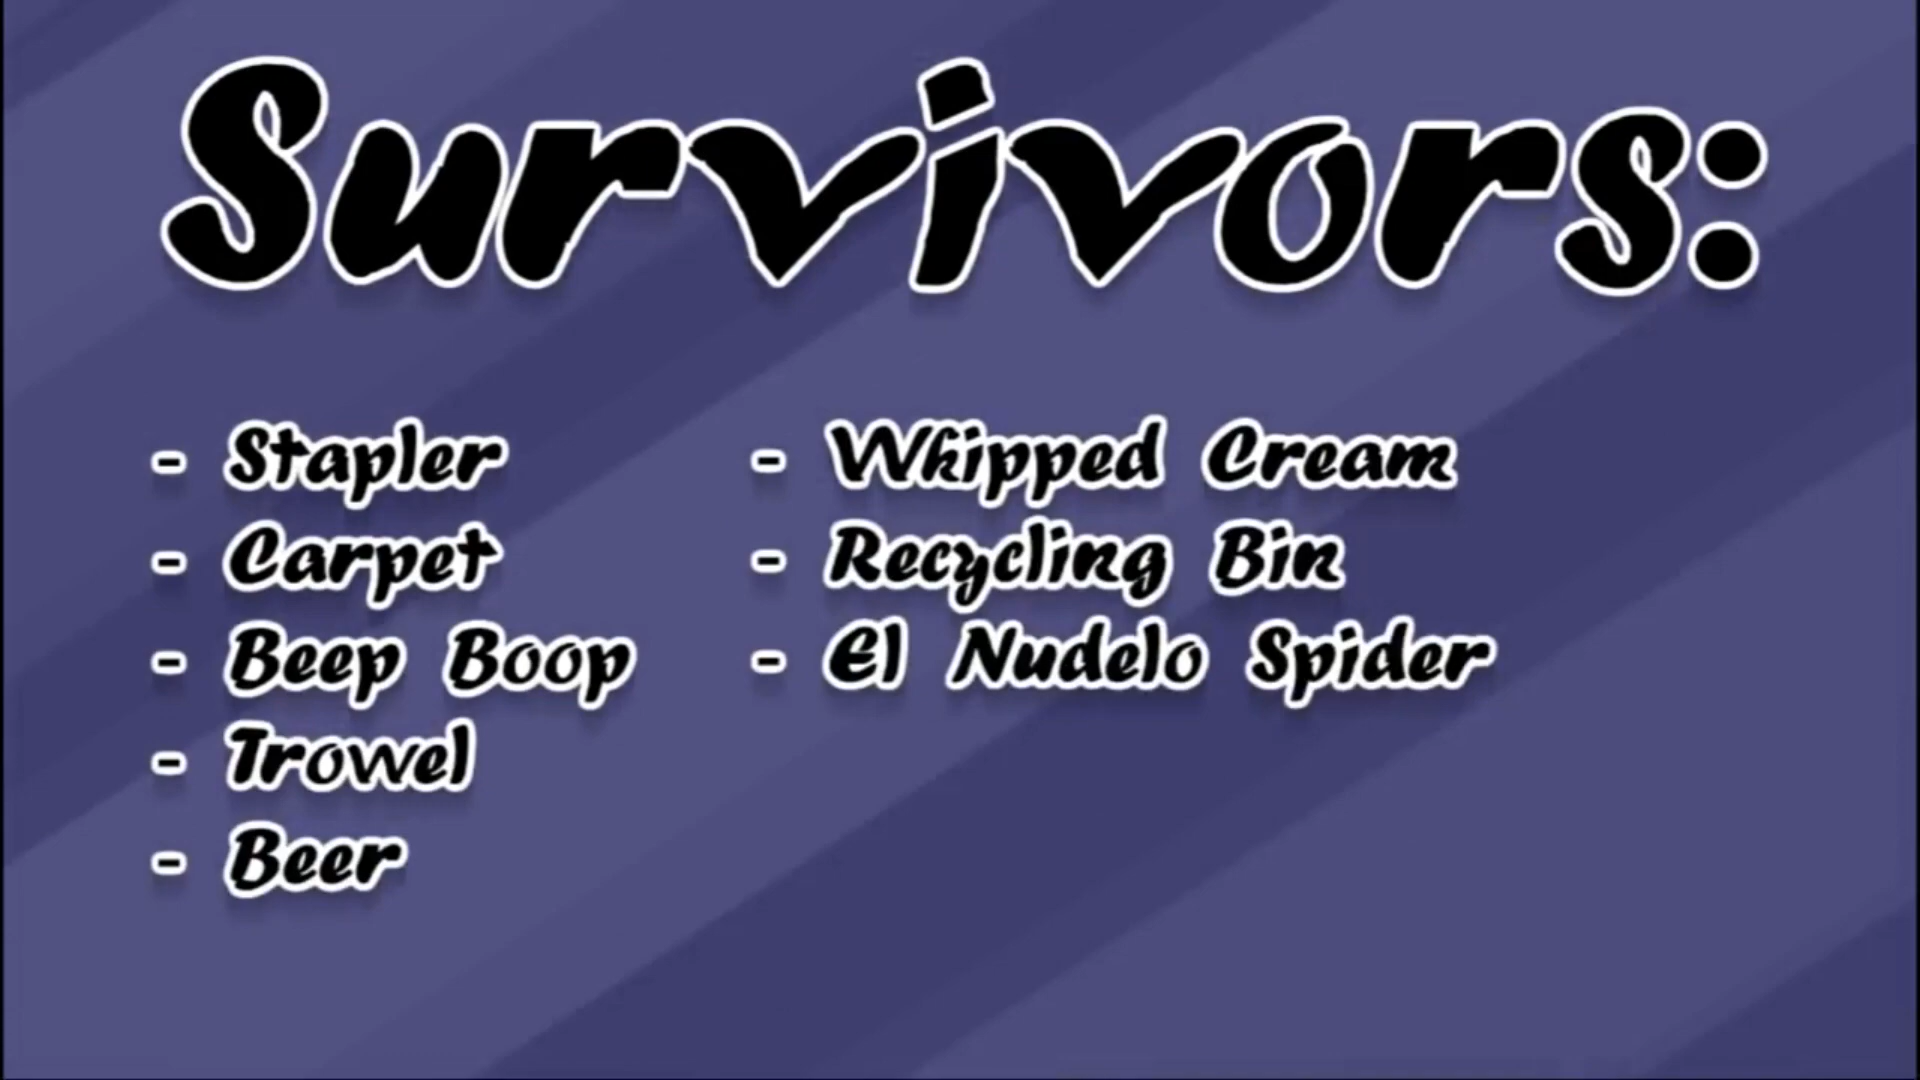 Survivors:
- Stapler
- Carpet
- Beep Boop
- Trowel
- Beer
- Whipped Cream
- Recycling Bin
- El Nudelo Spider